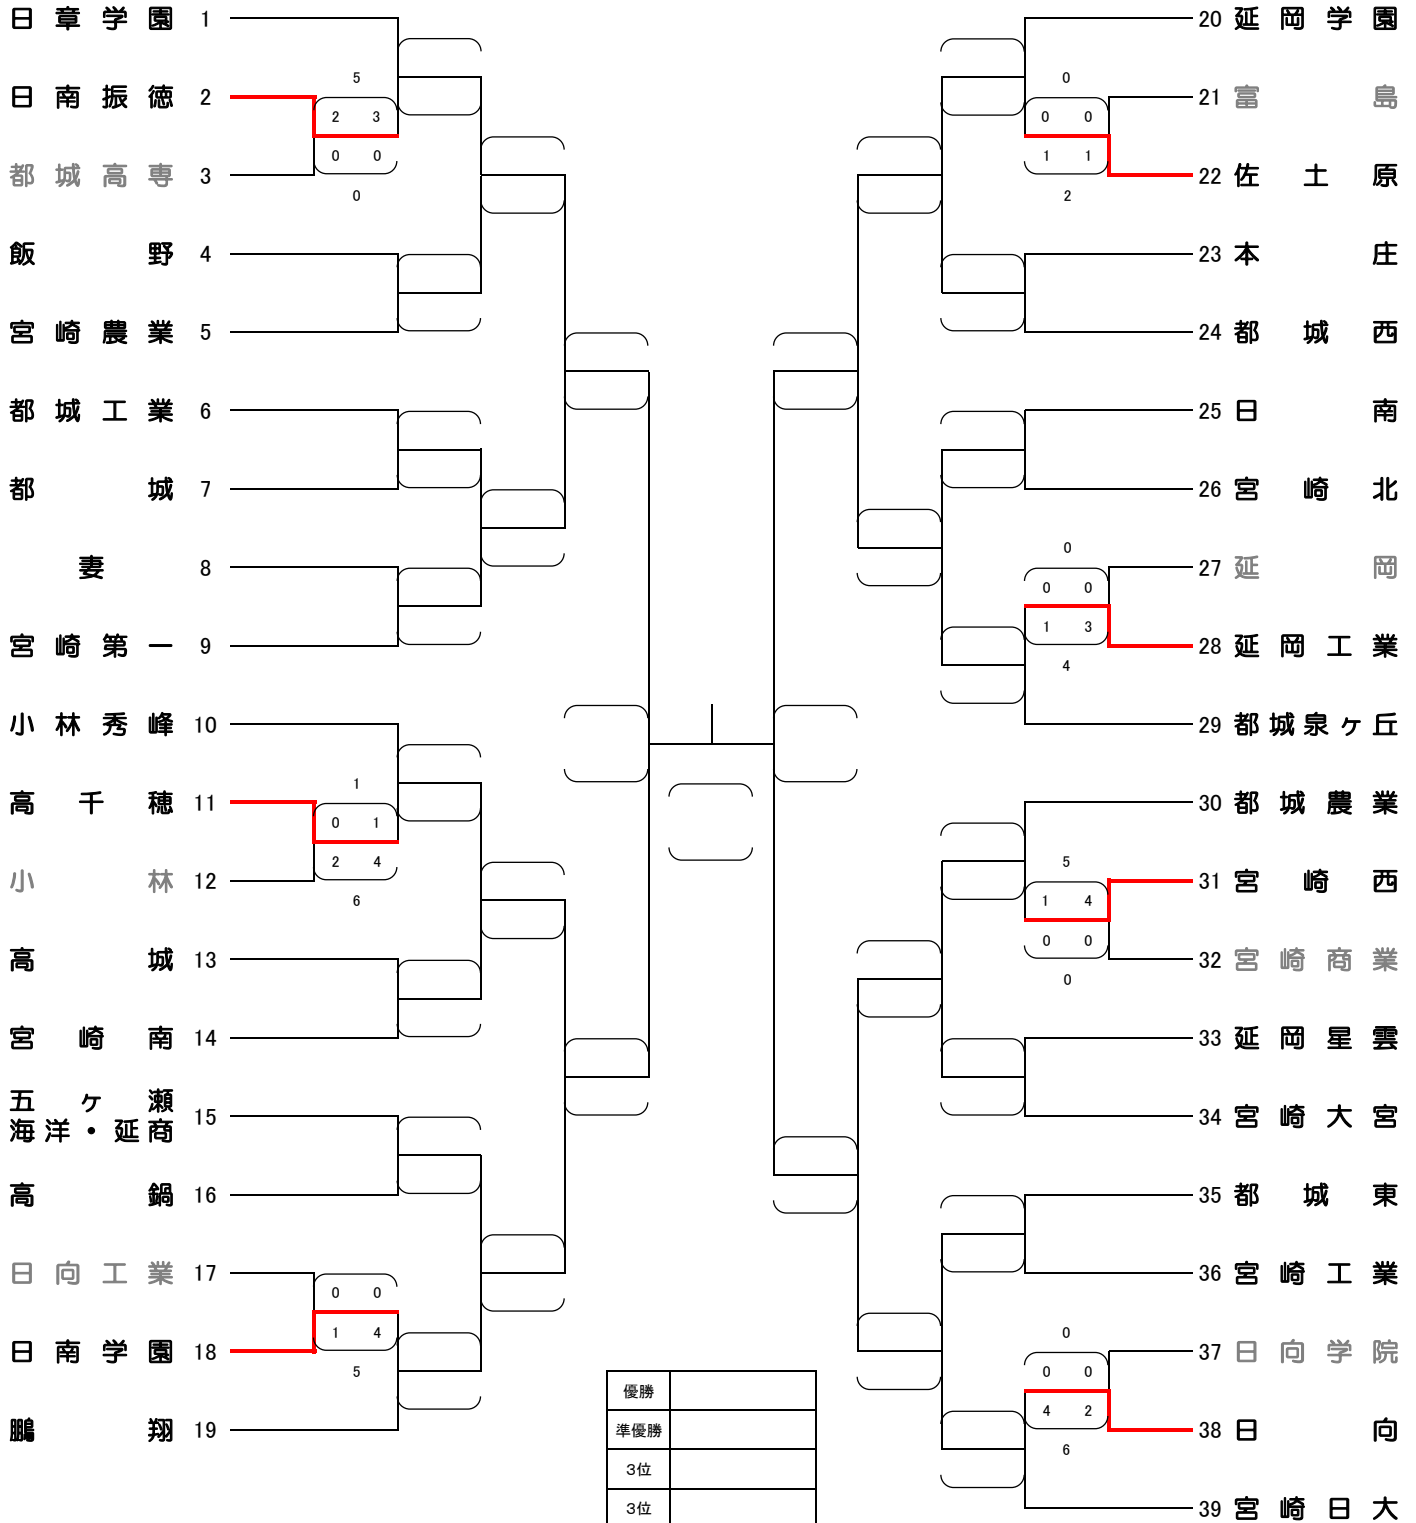 日章学園 1
5
日南振徳 2
2 3
0 0
都城高専 3
0
飯野 4
宮崎農業 5
都城工業 6
都城 7
妻 8
宮崎第一 9
小林秀峰 10
1
高千穂 11
0 1
2 4
小林 12
6
高城 13
宮崎南 14
五ヶ瀬
海洋・延商 15
高鍋 16
日向工業 17
0 0
1 4
日南学園 18
5
鵬翔 19
優勝
準優勝
3位
3位
20 延岡学園
0
21 富島
0 0
1 1
22 佐土原
2
23 本庄
24 都城西
25 日南
26 宮崎北
0
27 延岡
0 0
1 3
28 延岡工業
4
29 都城泉ヶ丘
30 都城農業
5
31 宮崎西
1 4
0 0
32 宮崎商業
0
33 延岡星雲
34 宮崎大宮
35 都城東
36 宮崎工業
0
37 日向学院
0 0
4 2
38 日向
6
39 宮崎日大